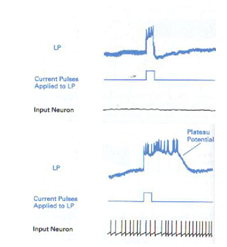 LP
Current Pulses
Applied to LP
Input Neuron
Plateau
Potential
LP
Current Pulses
Applied to LP
Input Neuron